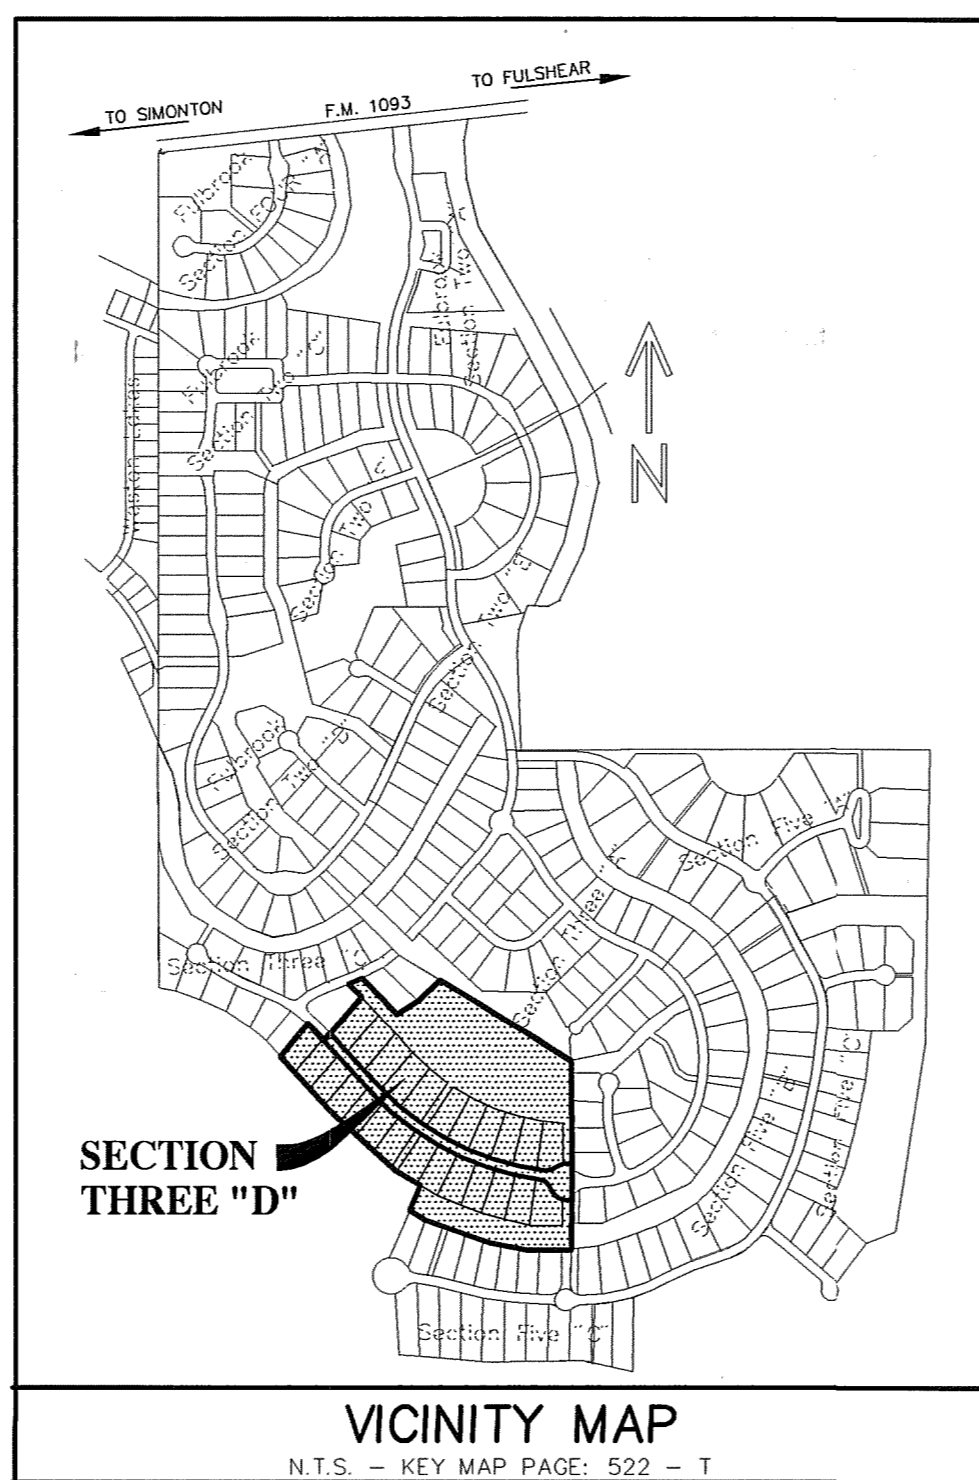 TO FULSHEAR
TO SIMONTON
F.M. 1093
Fulbrook
Section FOUR "A"
Fulbrook
Section Two "A"
Fulbrook
Section Two "C"
N
Section Two
Section Two "B"
Fulbrook
Section Two "D"
Section Five "A"
Section Three
Section Three "C"
Section Five "B"
Section Five "C"
SECTION
THREE "D"
Section Five "C"
VICINITY MAP
N.T.S. – KEY MAP PAGE: 522 – T